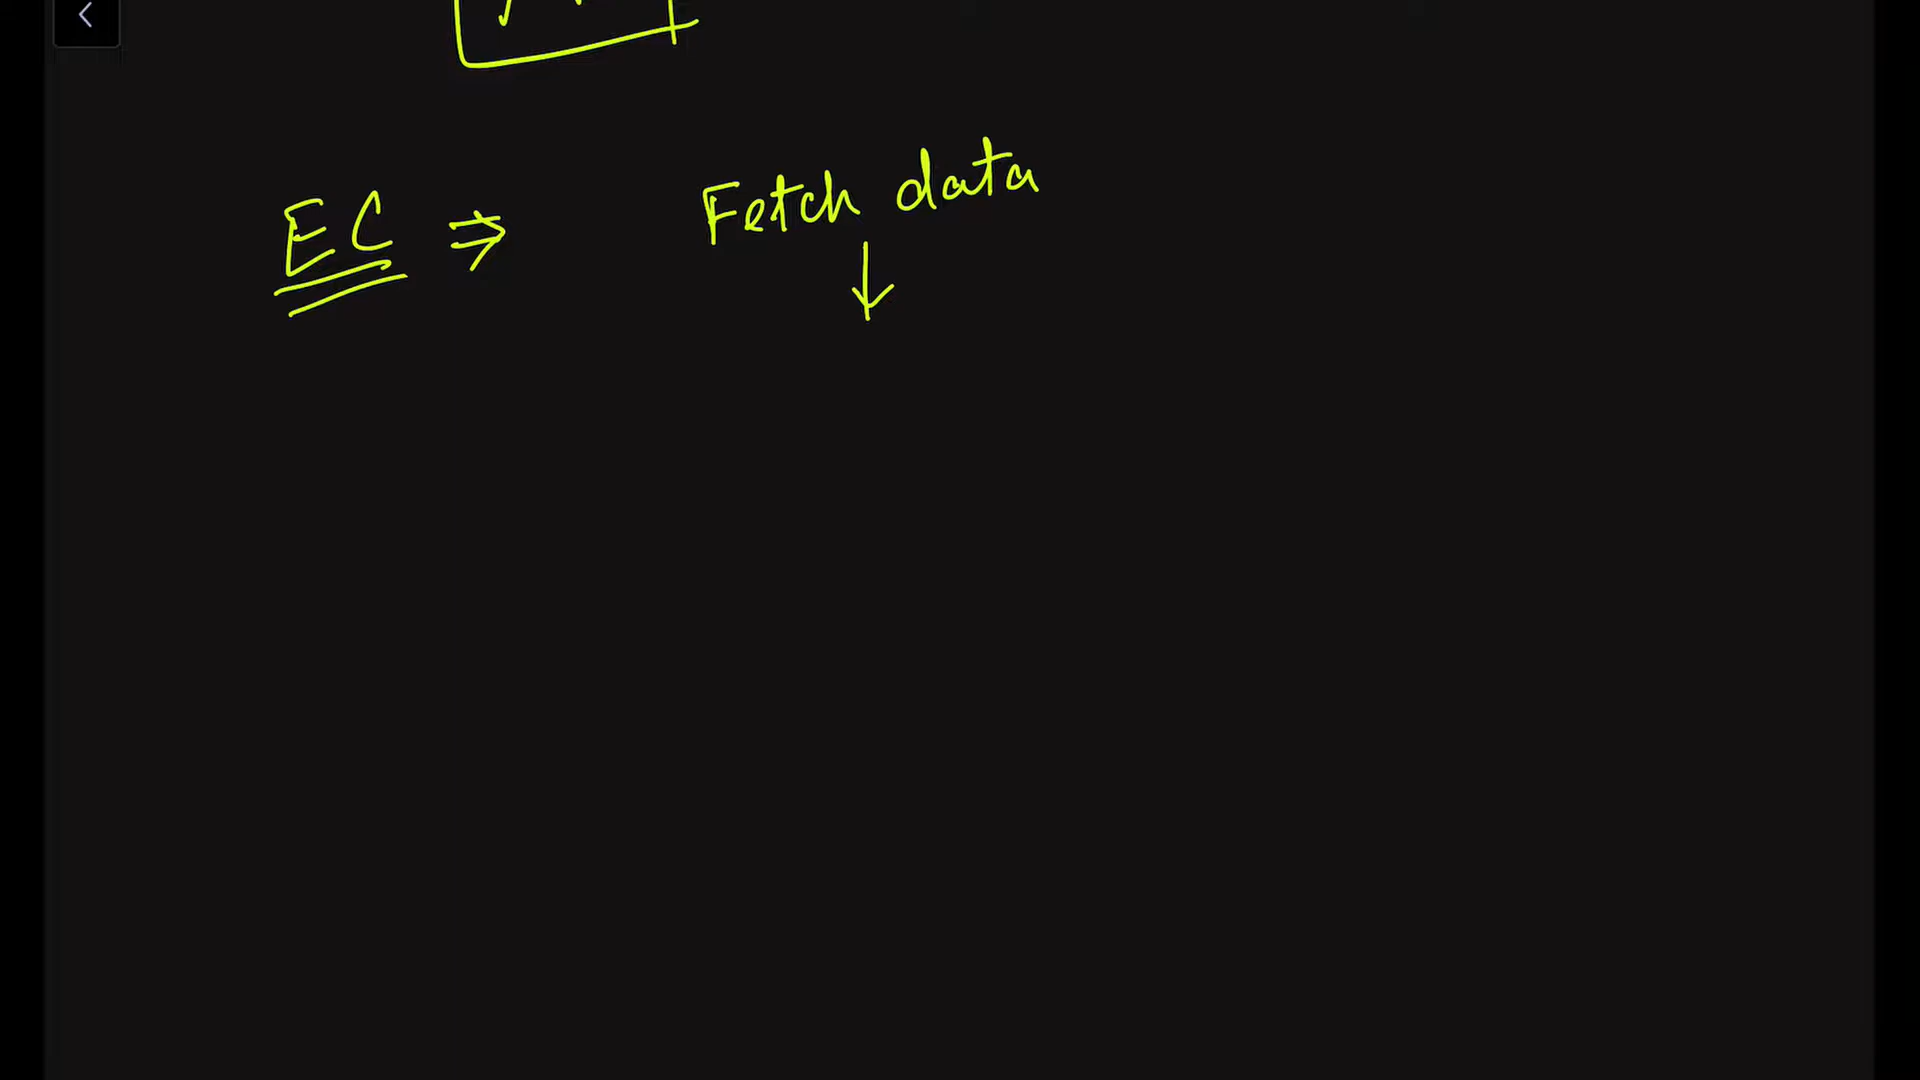 EC ⇒ Fetch data
↓